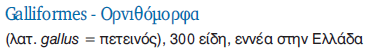 Galliformes - Ορνιθόμορφα
(λατ. gallus = πετεινός), 300 είδη, εννέα στην Ελλάδα